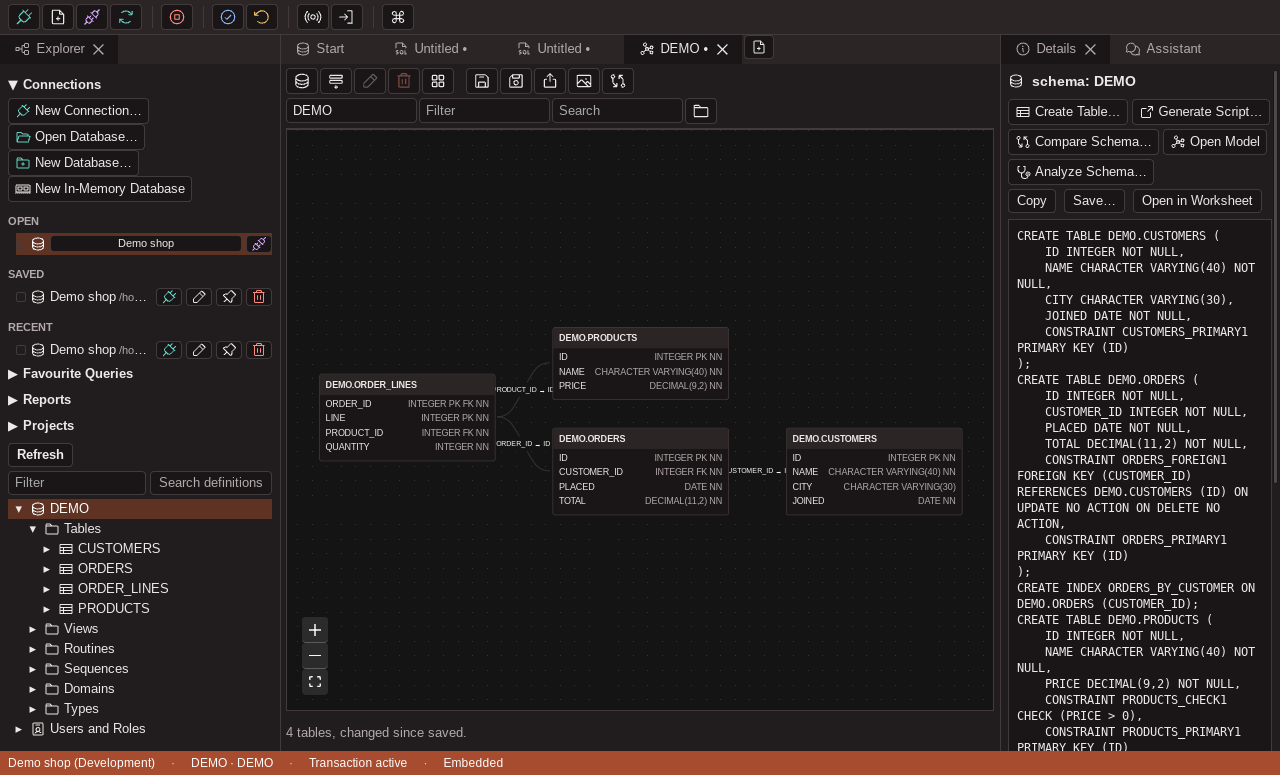 Explorer
Start
Untitled •
Untitled •
DEMO •
Details
Assistant
Connections
New Connection…
Open Database…
New Database…
New In-Memory Database
OPEN
Demo shop
SAVED
Demo shop /ho…
RECENT
Demo shop /ho…
Favourite Queries
Reports
Projects
Refresh
Filter
Search definitions
DEMO
Tables
CUSTOMERS
ORDERS
ORDER_LINES
PRODUCTS
Views
Routines
Sequences
Domains
Types
Users and Roles
DEMO
Filter
Search
DEMO.ORDER_LINES
ORDER_ID INTEGER PK FK NN
LINE INTEGER PK NN
PRODUCT_ID INTEGER FK NN
QUANTITY INTEGER NN
DEMO.PRODUCTS
ID INTEGER PK NN
NAME CHARACTER VARYING(40) NN
PRICE DECIMAL(9,2) NN
DEMO.ORDERS
ID INTEGER PK NN
CUSTOMER_ID INTEGER FK NN
PLACED DATE NN
TOTAL DECIMAL(11,2) NN
DEMO.CUSTOMERS
ID INTEGER PK NN
NAME CHARACTER VARYING(40) NN
CITY CHARACTER VARYING(30)
JOINED DATE NN
4 tables, changed since saved.
schema: DEMO
Create Table…
Generate Script…
Compare Schema…
Open Model
Analyze Schema…
Copy
Save…
Open in Worksheet
CREATE TABLE DEMO.CUSTOMERS (
ID INTEGER NOT NULL,
NAME CHARACTER VARYING(40) NOT
NULL,
CITY CHARACTER VARYING(30),
JOINED DATE NOT NULL,
CONSTRAINT CUSTOMERS_PRIMARY1
PRIMARY KEY (ID)
);
CREATE TABLE DEMO.ORDERS (
ID INTEGER NOT NULL,
CUSTOMER_ID INTEGER NOT NULL,
PLACED DATE NOT NULL,
TOTAL DECIMAL(11,2) NOT NULL,
CONSTRAINT ORDERS_FOREIGN1
FOREIGN KEY (CUSTOMER_ID)
REFERENCES DEMO.CUSTOMERS (ID) ON
UPDATE NO ACTION ON DELETE NO
ACTION,
CONSTRAINT ORDERS_PRIMARY1
PRIMARY KEY (ID)
);
CREATE INDEX ORDERS_BY_CUSTOMER ON
DEMO.ORDERS (CUSTOMER_ID);
CREATE TABLE DEMO.PRODUCTS (
ID INTEGER NOT NULL,
NAME CHARACTER VARYING(40) NOT
NULL,
PRICE DECIMAL(9,2) NOT NULL,
CONSTRAINT PRODUCTS_CHECK1
CHECK (PRICE > 0),
CONSTRAINT PRODUCTS_PRIMARY1
PRIMARY KEY (ID)
Demo shop (Development) · DEMO · DEMO · Transaction active · Embedded